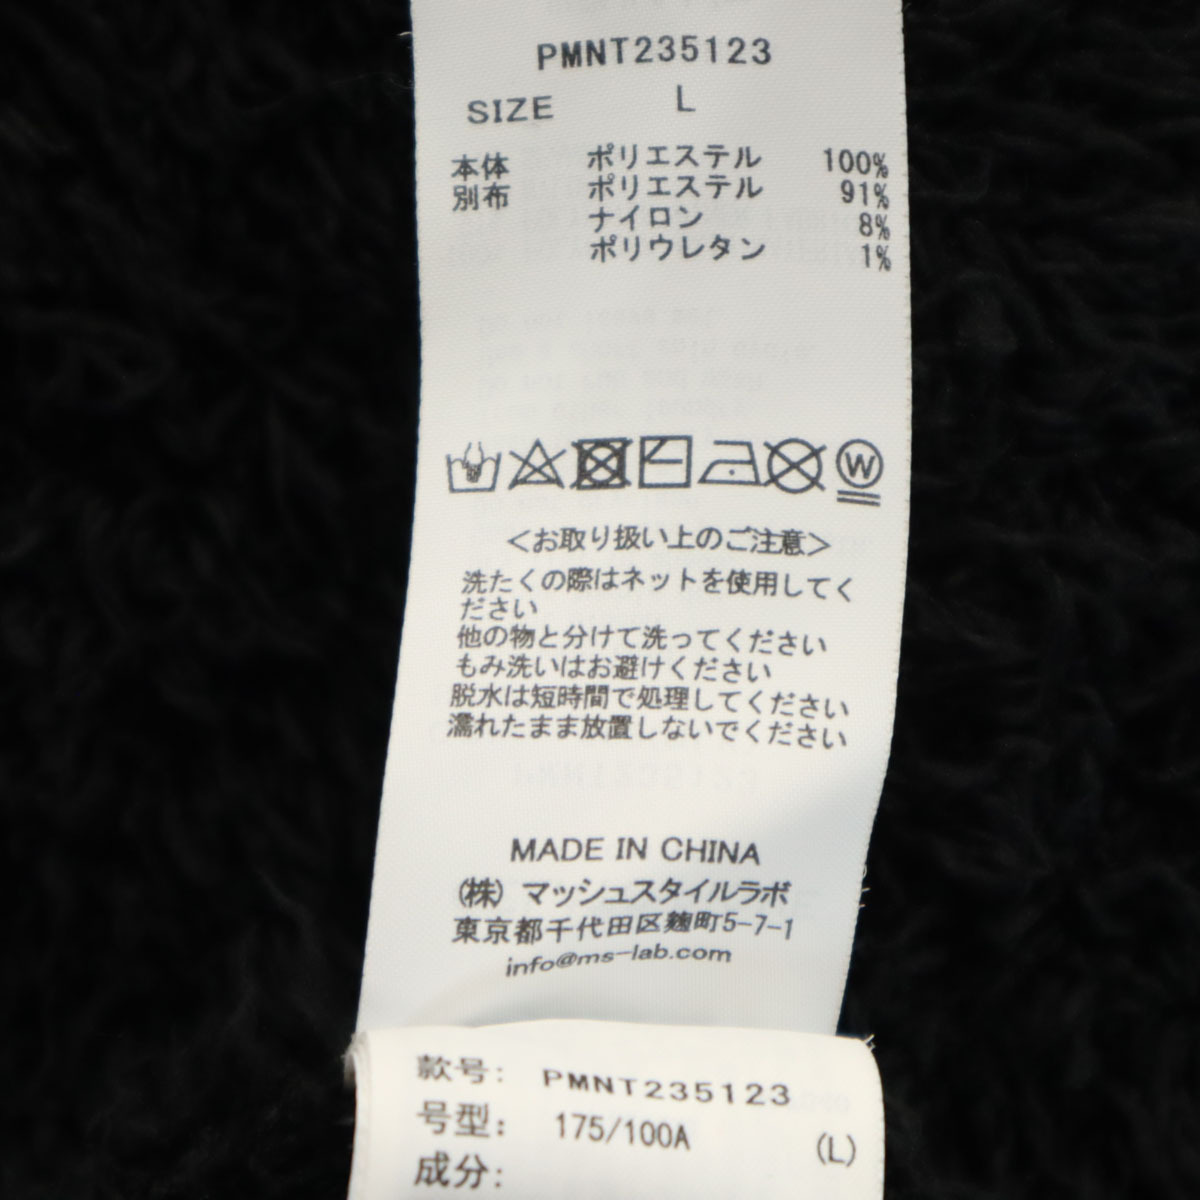 PMNT235123
SIZE L
本体 ポリエステル 100%
別布 ポリエステル 91%
ナイロン 8%
ポリウレタン 1%
W
<お取り扱い上のご注意>
洗たくの際はネットを使用してく
ださい
他の物と分けて洗ってください
もみ洗いはお避けください
脱水は短時間で処理してください
濡れたまま放置しないでください
MADE IN CHINA
(株) マッシュスタイルラボ
東京都千代田区麹町5-7-1
info@ms-lab.com
款号: PMNT235123
号型: 175/100A (L)
成分: